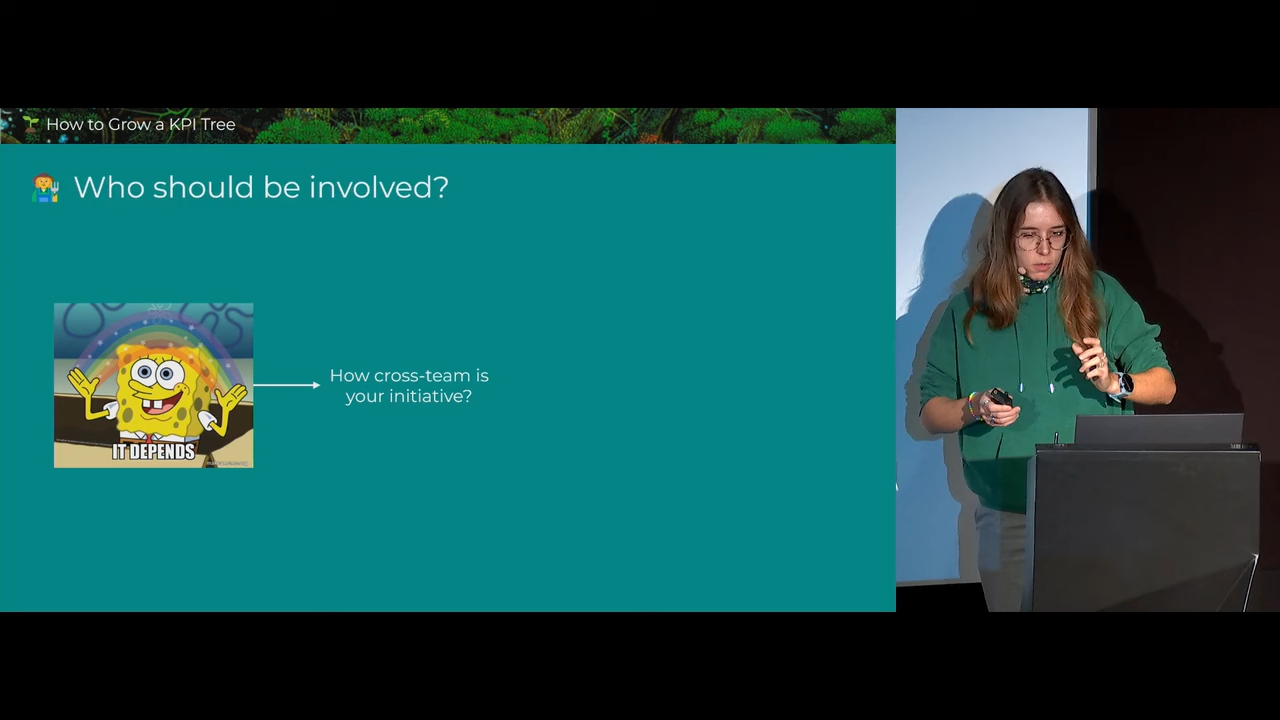 How to Grow a KPI Tree
Who should be involved?
How cross-team is
your initiative?
IT DEPENDS